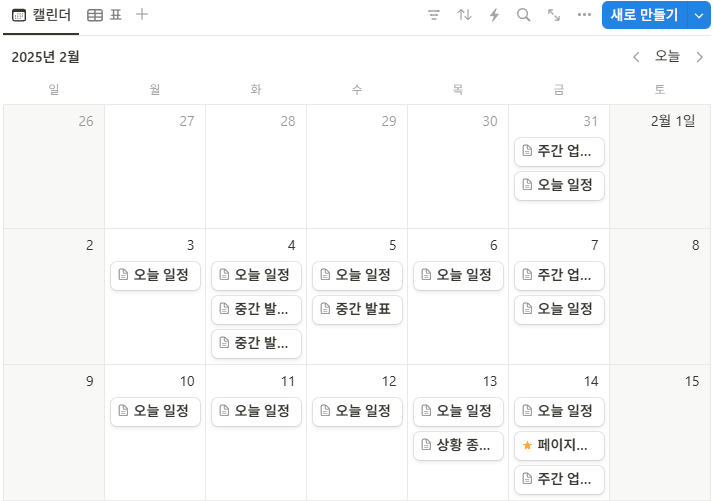 캘린더 표
새로 만들기
2025년 2월 오늘
일 월 화 수 목 금 토
26 27 28 29 30 31 2월 1일
주간 업...
오늘 일정
2 3 4 5 6 7 8
오늘 일정 오늘 일정 오늘 일정 오늘 일정 주간 업...
중간 발... 중간 발표 오늘 일정
중간 발...
9 10 11 12 13 14 15
오늘 일정 오늘 일정 오늘 일정 오늘 일정 오늘 일정
상황 종... 페이지...
주간 업...